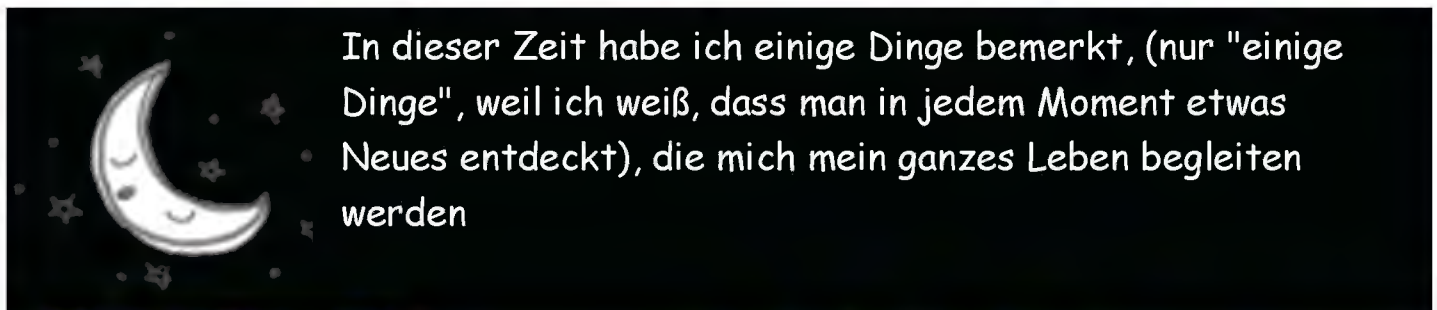 In dieser Zeit habe ich einige Dinge bemerkt, (nur "einige
Dinge", weil ich weiß, dass man in jedem Moment etwas
Neues entdeckt), die mich mein ganzes Leben begleiten
werden